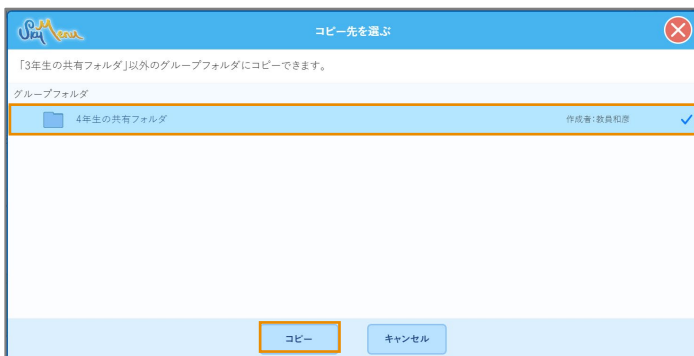 SkyMenu
コピー先を選ぶ
「3年生の共有フォルダ」以外のグループフォルダにコピーできます。
グループフォルダ
4年生の共有フォルダ 作成者:教員和彦
コピー キャンセル